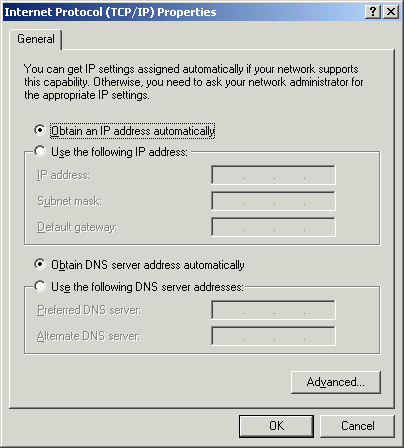 Internet Protocol (TCP/IP) Properties
General
You can get IP settings assigned automatically if your network supports
this capability. Otherwise, you need to ask your network administrator for
the appropriate IP settings.
Obtain an IP address automatically
Use the following IP address:
IP address:
Subnet mask:
Default gateway:
Obtain DNS server address automatically
Use the following DNS server addresses:
Preferred DNS server:
Alternate DNS server:
Advanced...
OK Cancel